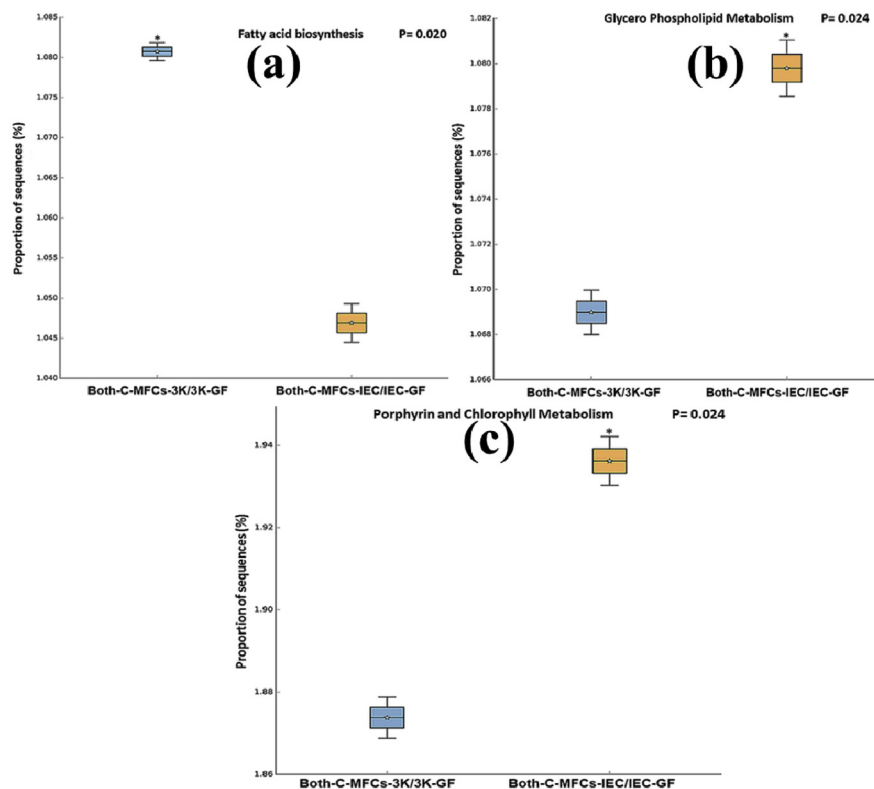 Fatty acid biosynthesis P= 0.020
(a)
1.085
1.080
1.075
1.070
1.065
1.060
1.055
1.050
1.045
1.040
Proportion of sequences (%)
*
Both-C-MFCs-3K/3K-GF Both-C-MFCs-IEC/IEC-GF
Glycero Phospholipid Metabolism P= 0.024
(b)
1.082
1.080
1.078
1.076
1.074
1.072
1.070
1.068
1.066
Proportion of sequences (%)
*
Both-C-MFCs-3K/3K-GF Both-C-MFCs-IEC/IEC-GF
Porphyrin and Chlorophyll Metabolism P= 0.024
(c)
1.94
1.92
1.90
1.88
1.86
Proportion of sequences (%)
*
Both-C-MFCs-3K/3K-GF Both-C-MFCs-IEC/IEC-GF